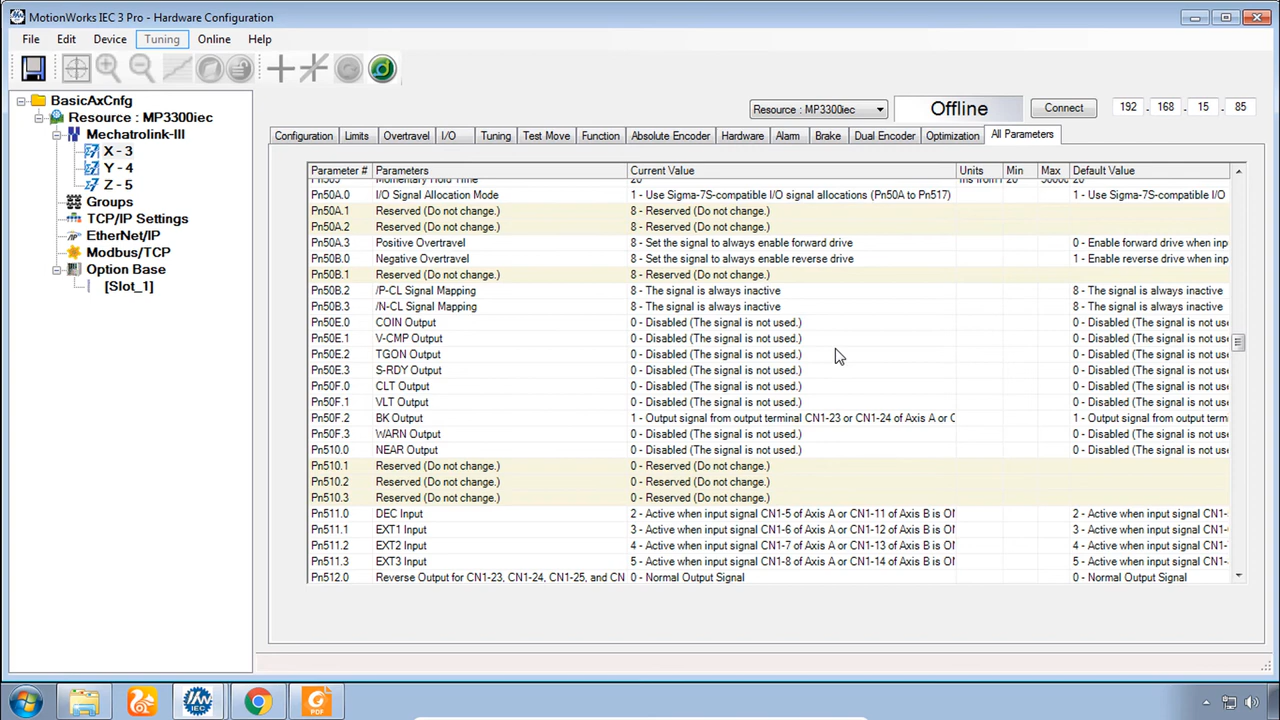 MotionWorks IEC 3 Pro - Hardware Configuration
File Edit Device Tuning Online Help
Resource : MP3300iec Offline Connect 192 . 168 . 15 . 85
BasicAxCnfg
Resource : MP3300iec
Mechatrolink-III
X - 3
Y - 4
Z - 5
Groups
TCP/IP Settings
EtherNet/IP
Modbus/TCP
Option Base
[Slot_1]
Configuration Limits Overtravel I/O Tuning Test Move Function Absolute Encoder Hardware Alarm Brake Dual Encoder Optimization All Parameters
Parameter # Parameters Current Value Units Min Max Default Value
Pn50A.0 I/O Signal Allocation Mode 1 - Use Sigma-7S-compatible I/O signal allocations (Pn50A to Pn517) 1 - Use Sigma-7S-compatible I/O
Pn50A.1 Reserved (Do not change.) 8 - Reserved (Do not change.)
Pn50A.2 Reserved (Do not change.) 8 - Reserved (Do not change.)
Pn50A.3 Positive Overtravel 8 - Set the signal to always enable forward drive 0 - Enable forward drive when inp
Pn50B.0 Negative Overtravel 8 - Set the signal to always enable reverse drive 1 - Enable reverse drive when inp
Pn50B.1 Reserved (Do not change.) 8 - Reserved (Do not change.)
Pn50B.2 /P-CL Signal Mapping 8 - The signal is always inactive 8 - The signal is always inactive
Pn50B.3 /N-CL Signal Mapping 8 - The signal is always inactive 8 - The signal is always inactive
Pn50E.0 COIN Output 0 - Disabled (The signal is not used.) 0 - Disabled (The signal is not us
Pn50E.1 V-CMP Output 0 - Disabled (The signal is not used.) 0 - Disabled (The signal is not us
Pn50E.2 TGON Output 0 - Disabled (The signal is not used.) 0 - Disabled (The signal is not us
Pn50E.3 S-RDY Output 0 - Disabled (The signal is not used.) 0 - Disabled (The signal is not us
Pn50F.0 CLT Output 0 - Disabled (The signal is not used.) 0 - Disabled (The signal is not us
Pn50F.1 VLT Output 0 - Disabled (The signal is not used.) 0 - Disabled (The signal is not us
Pn50F.2 BK Output 1 - Output signal from output terminal CN1-23 or CN1-24 of Axis A or 1 - Output signal from output term
Pn50F.3 WARN Output 0 - Disabled (The signal is not used.) 0 - Disabled (The signal is not us
Pn510.0 NEAR Output 0 - Disabled (The signal is not used.) 0 - Disabled (The signal is not us
Pn510.1 Reserved (Do not change.) 0 - Reserved (Do not change.)
Pn510.2 Reserved (Do not change.) 0 - Reserved (Do not change.)
Pn510.3 Reserved (Do not change.) 0 - Reserved (Do not change.)
Pn511.0 DEC Input 2 - Active when input signal CN1-5 of Axis A or CN1-11 of Axis B is 2 - Active when input signal CN1-
Pn511.1 EXT1 Input 3 - Active when input signal CN1-6 of Axis A or CN1-12 of Axis B is 3 - Active when input signal CN1-
Pn511.2 EXT2 Input 4 - Active when input signal CN1-7 of Axis A or CN1-13 of Axis B is 4 - Active when input signal CN1-
Pn511.3 EXT3 Input 5 - Active when input signal CN1-8 of Axis A or CN1-14 of Axis B is 5 - Active when input signal CN1-
Pn512.0 Reverse Output for CN1-23, CN1-24, CN1-25, and CN 0 - Normal Output Signal 0 - Normal Output Signal
IEC
PDF